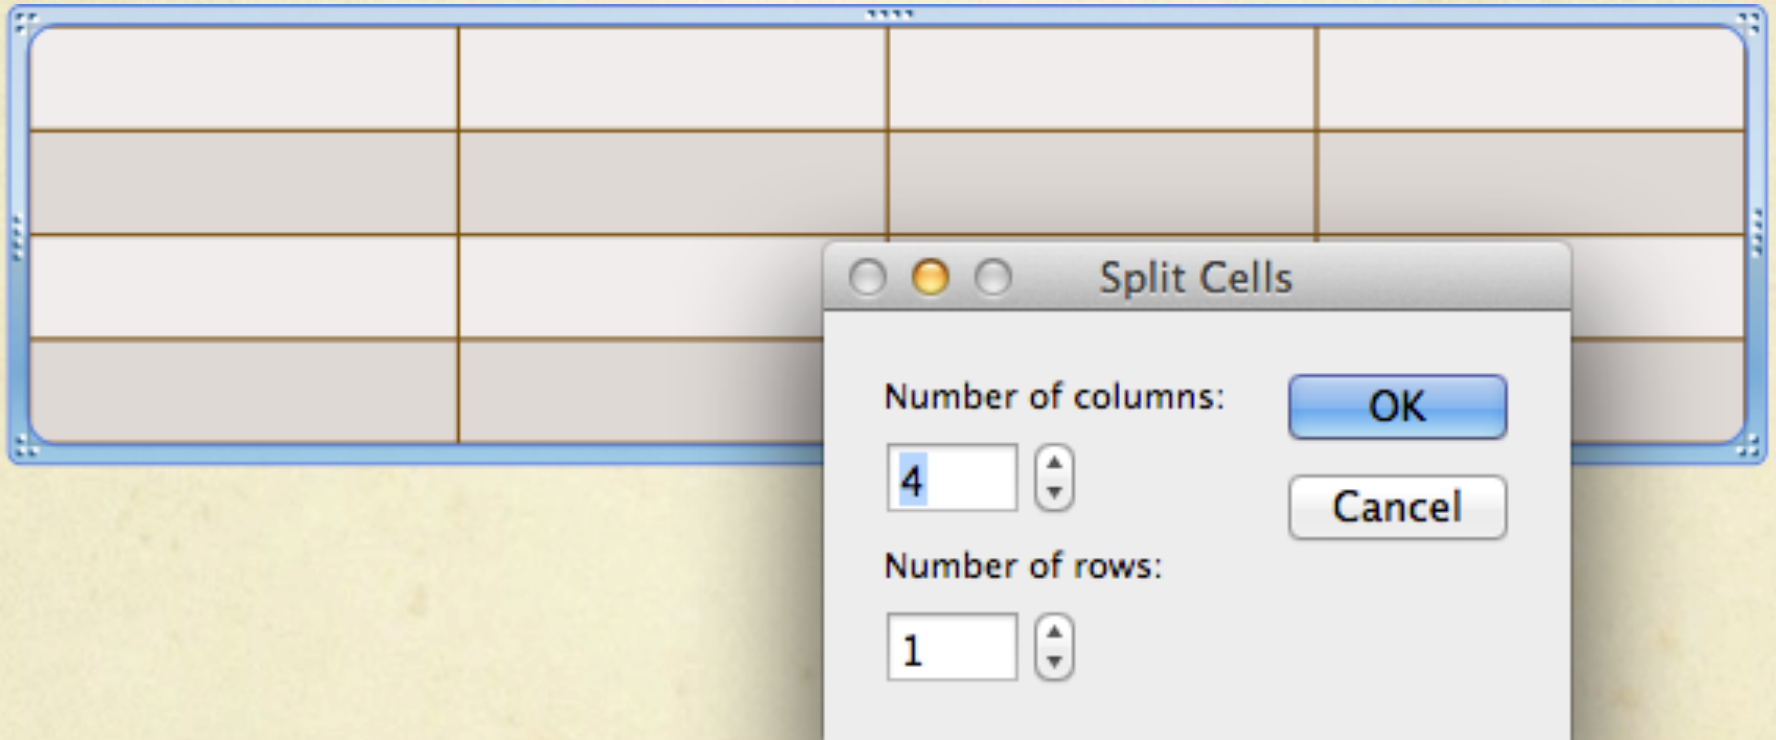 Split Cells
Number of columns:
OK
4
Cancel
Number of rows:
1